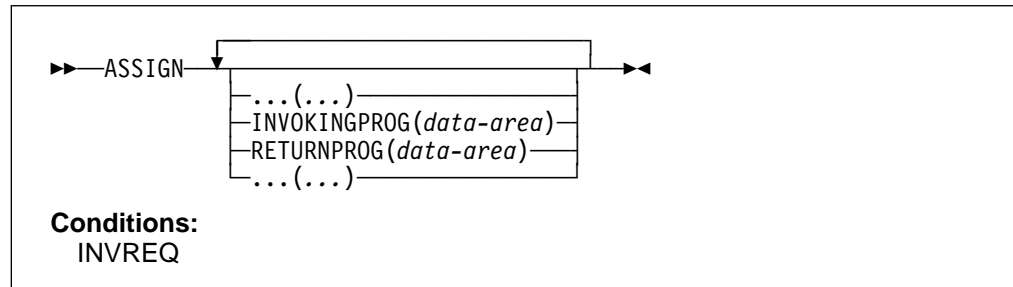 ►►──ASSIGN──────────────────────────►◄
...(...)
INVOKINGPROG(data-area)
RETURNPROG(data-area)
...(...)
Conditions:
INVREQ